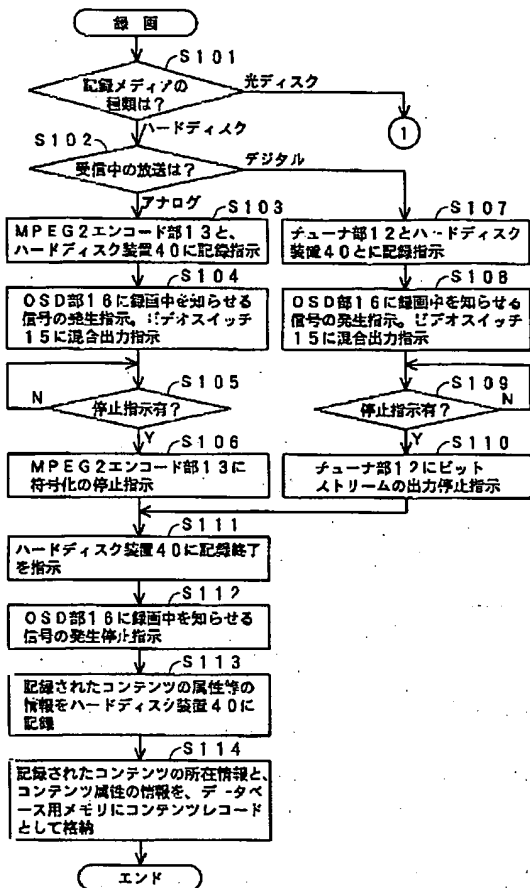 録画
S101
記録メディアの
種類は?
光ディスク
1
ハードディスク
S102
受信中の放送は?
デジタル
アナログ
S103
MPEG2エンコード部13と、
ハードディスク装置40に記録指示
S107
チューナ部12とハードディスク
装置40とに記録指示
S104
OSD部16に録画中を知らせる
信号の発生指示。ビデオスイッチ
15に混合出力指示
S108
OSD部16に録画中を知らせる
信号の発生指示。ビデオスイッチ
15に混合出力指示
S105
停止指示有?
N
Y
S109
停止指示有?
N
Y
S106
MPEG2エンコード部13に
符号化の停止指示
S110
チューナ部12にビット
ストリームの出力停止指示
S111
ハードディスク装置40に記録終了
を指示
S112
OSD部16に録画中を知らせる
信号の発生停止指示
S113
記録されたコンテンツの属性等の
情報をハードディスク装置40に
記録
S114
記録されたコンテンツの所在情報と、
コンテンツ属性の情報を、データベ
ース用メモリにコンテンツレコード
として格納
エンド